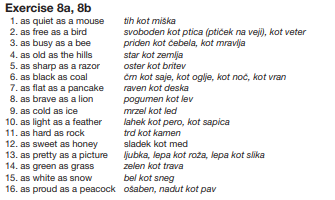 Exercise 8a, 8b
1. as quiet as a mouse tih kot miška
2. as free as a bird svoboden kot ptica (ptiček na veji), kot veter
3. as busy as a bee priden kot čebela, kot mravlja
4. as old as the hills star kot zemlja
5. as sharp as a razor oster kot britev
6. as black as coal črn kot saje, kot oglje, kot noč, kot vran
7. as flat as a pancake raven kot deska
8. as brave as a lion pogumen kot lev
9. as cold as ice mrzel kot led
10. as light as a feather lahek kot pero, kot sapica
11. as hard as rock trd kot kamen
12. as sweet as honey sladek kot med
13. as pretty as a picture ljubka, lepa kot roža, lepa kot slika
14. as green as grass zelen kot trava
15. as white as snow bel kot sneg
16. as proud as a peacock ošaben, nadut kot pav